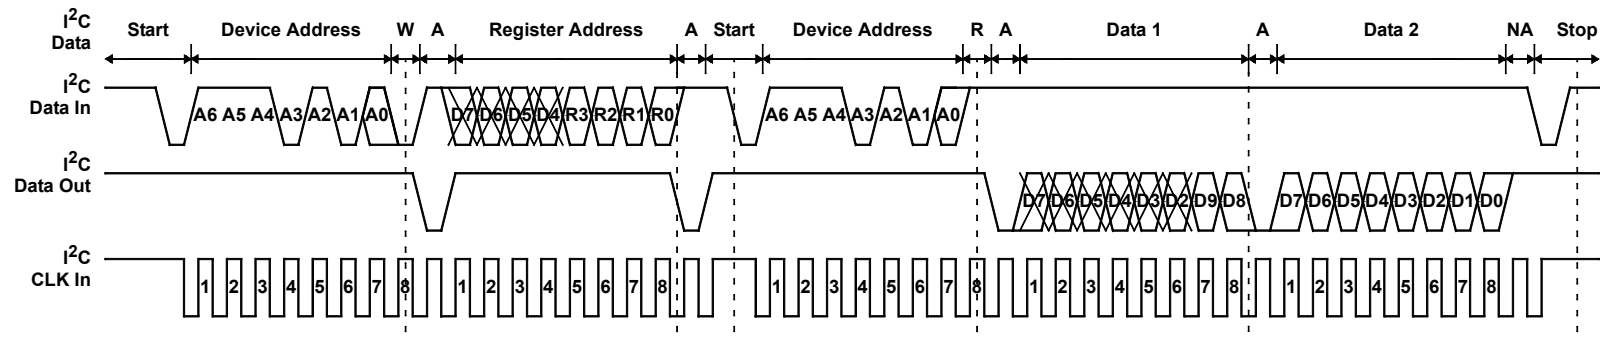 I2C Data Start Device Address W A Register Address A Start Device Address R A Data 1 A Data 2 NA Stop
I2C Data In A6 A5 A4 A3 A2 A1 A0 D7 D6 D5 D4 R3 R2 R1 R0 A6 A5 A4 A3 A2 A1 A0
I2C Data Out D7 D6 D5 D4 D3 D2 D9 D8 D7 D6 D5 D4 D3 D2 D1 D0
I2C CLK In 1 2 3 4 5 6 7 8 1 2 3 4 5 6 7 8 1 2 3 4 5 6 7 8 1 2 3 4 5 6 7 8 1 2 3 4 5 6 7 8